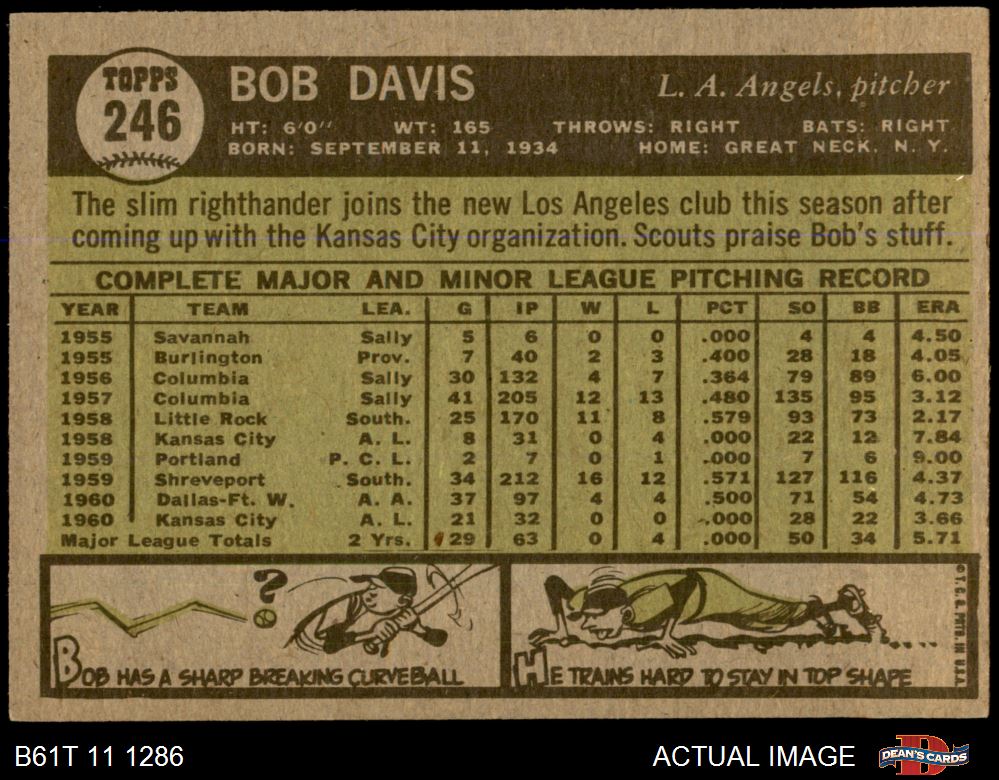 TOPPS
246
BOB DAVIS
L. A. Angels, pitcher
HT: 6'0" WT: 165 THROWS: RIGHT BATS: RIGHT
BORN: SEPTEMBER 11, 1934 HOME: GREAT NECK, N. Y.
The slim righthander joins the new Los Angeles club this season after
coming up with the Kansas City organization. Scouts praise Bob's stuff.
COMPLETE MAJOR AND MINOR LEAGUE PITCHING RECORD
YEAR TEAM LEA. G IP W L PCT SO BB ERA
1955 Savannah Sally 5 6 0 0 .000 4 4 4.50
1955 Burlington Prov. 7 40 2 3 .400 28 18 4.05
1956 Columbia Sally 30 132 4 7 .364 79 89 6.00
1957 Columbia Sally 41 205 12 13 .480 135 95 3.12
1958 Little Rock South. 25 170 11 8 .579 93 73 2.17
1958 Kansas City A. L. 8 31 0 4 .000 22 12 7.84
1959 Portland P. C. L. 2 7 0 1 .000 7 6 9.00
1959 Shreveport South. 34 212 16 12 .571 127 116 4.37
1960 Dallas-Ft. W. A. A. 37 97 4 4 .500 71 54 4.73
1960 Kansas City A. L. 21 32 0 0 .000 28 22 3.66
Major League Totals 2 Yrs. 29 63 0 4 .000 50 34 5.71
?
BOB HAS A SHARP BREAKING CURVEBALL
HE TRAINS HARD TO STAY IN TOP SHAPE
© T. C. G. PRTD. IN U.S.A.
B61T 11 1286
ACTUAL IMAGE
DEAN'S CARDS